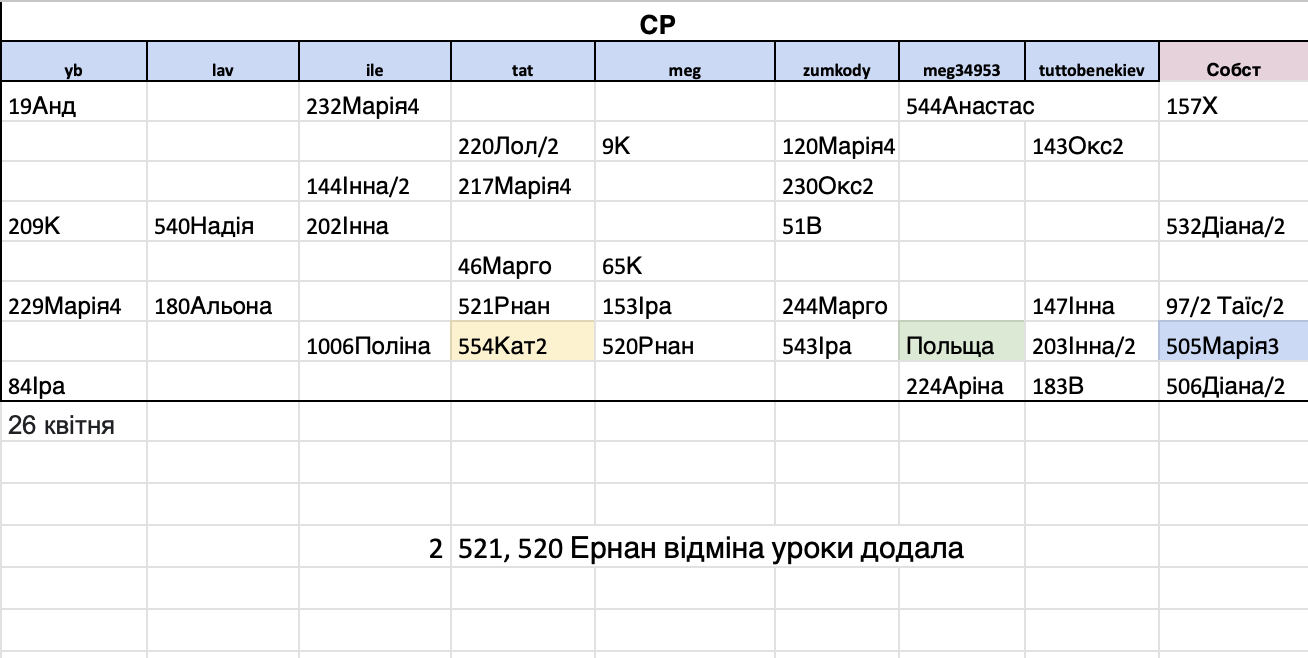 СР
yb lav ile tat meg zumkody meg34953 tuttobenekiev Собст
19Анд 232Марія4 544Анастас 157Х
220Лол/2 9К 120Марія4 143Окс2
144Інна/2 217Марія4 230Окс2
209К 540Надія 202Інна 51В 532Діана/2
46Марго 65К
229Марія4 180Альона 521Рнан 153Іра 244Марго 147Інна 97/2 Таїс/2
1006Поліна 554Кат2 520Рнан 543Іра Польща 203Інна/2 505Марія3
84Іра 224Аріна 183В 506Діана/2
26 квітня
2 521, 520 Ернан відміна уроки додала